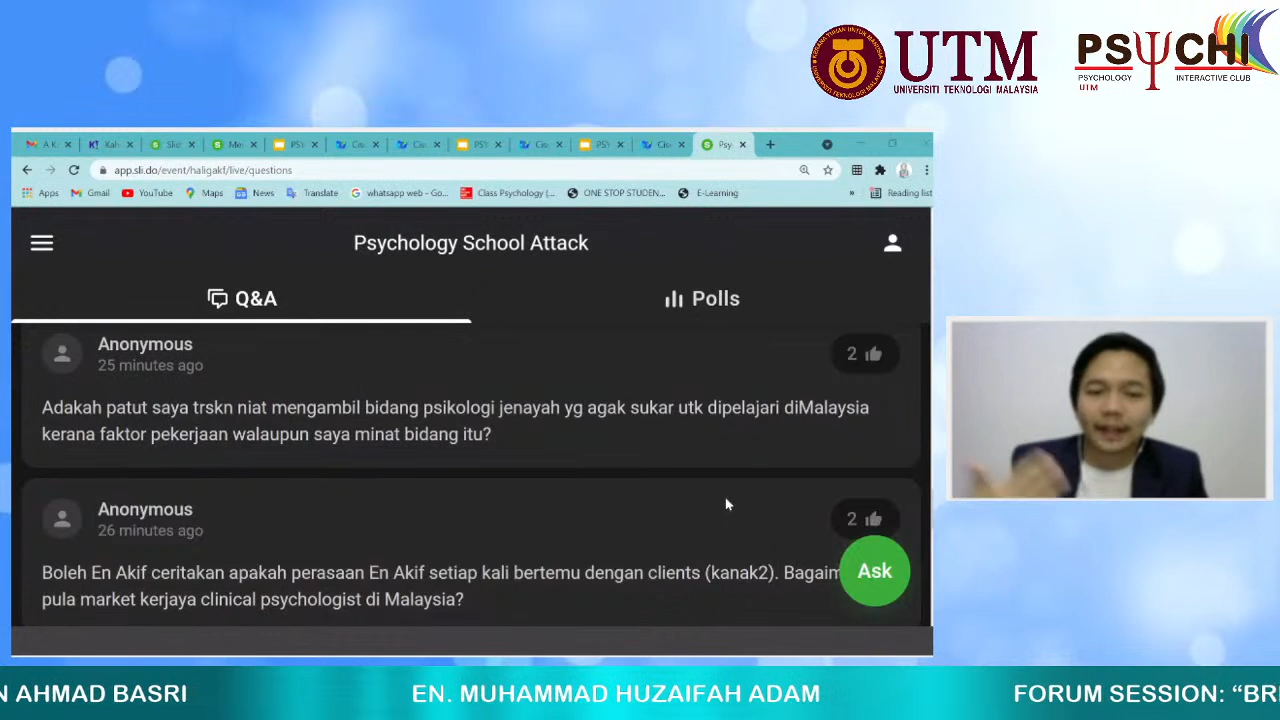 UTM
UNIVERSITI TEKNOLOGI MALAYSIA
PSYCHI
PSYCHOLOGY INTERACTIVE CLUB
UTM
PSY
Psy
app.sli.do/event/haligakf/live/questions
Apps Gmail YouTube Maps News Translate whatsapp web - Go... Class Psychology (... ONE STOP STUDEN... E-Learning » Reading list
Psychology School Attack
Q&A Polls
Anonymous
25 minutes ago
2
Adakah patut saya trskn niat mengambil bidang psikologi jenayah yg agak sukar utk dipelajari diMalaysia
kerana faktor pekerjaan walaupun saya minat bidang itu?
Anonymous
26 minutes ago
2
Boleh En Akif ceritakan apakah perasaan En Akif setiap kali bertemu dengan clients (kanak2). Bagaim
pula market kerjaya clinical psychologist di Malaysia?
Ask
N AHMAD BASRI EN. MUHAMMAD HUZAIFAH ADAM FORUM SESSION: “BRI